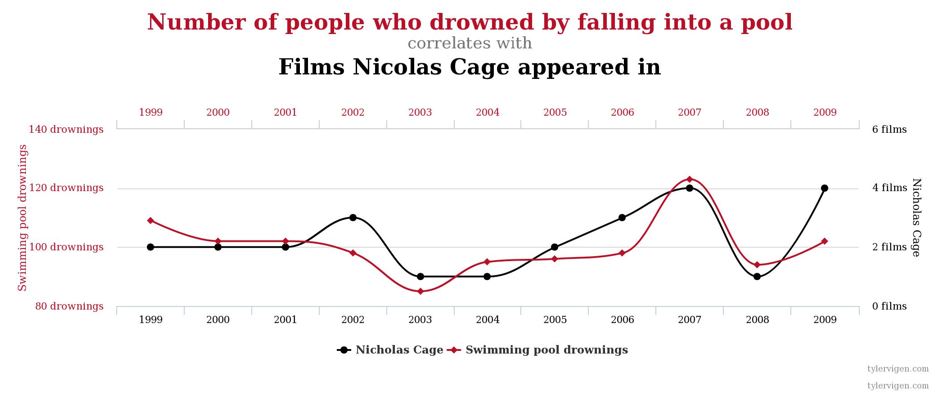 Number of people who drowned by falling into a pool
correlates with
Films Nicolas Cage appeared in
1999 2000 2001 2002 2003 2004 2005 2006 2007 2008 2009
140 drownings 6 films
120 drownings 4 films
100 drownings 2 films
80 drownings 0 films
Swimming pool drownings
Nicholas Cage
1999 2000 2001 2002 2003 2004 2005 2006 2007 2008 2009
Nicholas Cage Swimming pool drownings
tylervigen.com
tylervigen.com